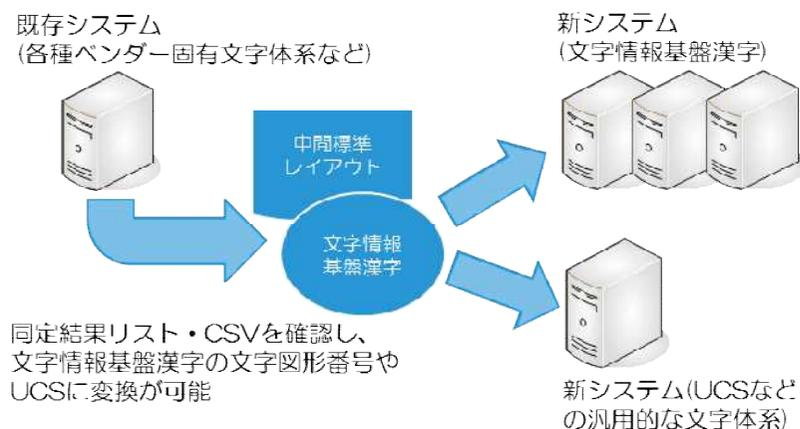 既存システム
(各種ベンダー固有文字体系など)
新システム
(文字情報基盤漢字)
中間標準
レイアウト
文字情報
基盤漢字
同定結果リスト・CSVを確認し、
文字情報基盤漢字の文字図形番号や
UCSに変換が可能
新システム(UCSなど
の汎用的な文字体系)